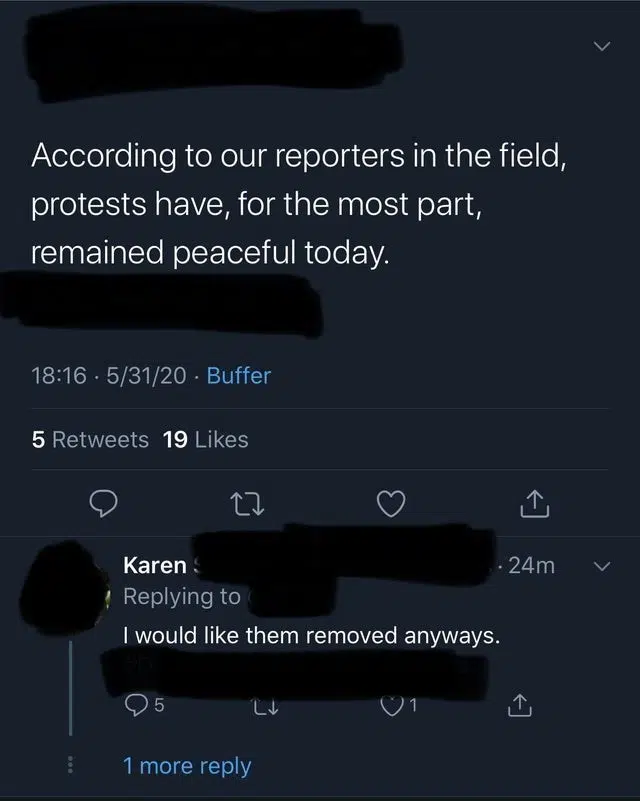 According to our reporters in the field,
protests have, for the most part,
remained peaceful today.
18:16 · 5/31/20 · Buffer
5 Retweets 19 Likes
Karen · 24m
Replying to
I would like them removed anyways.
5 1
1 more reply